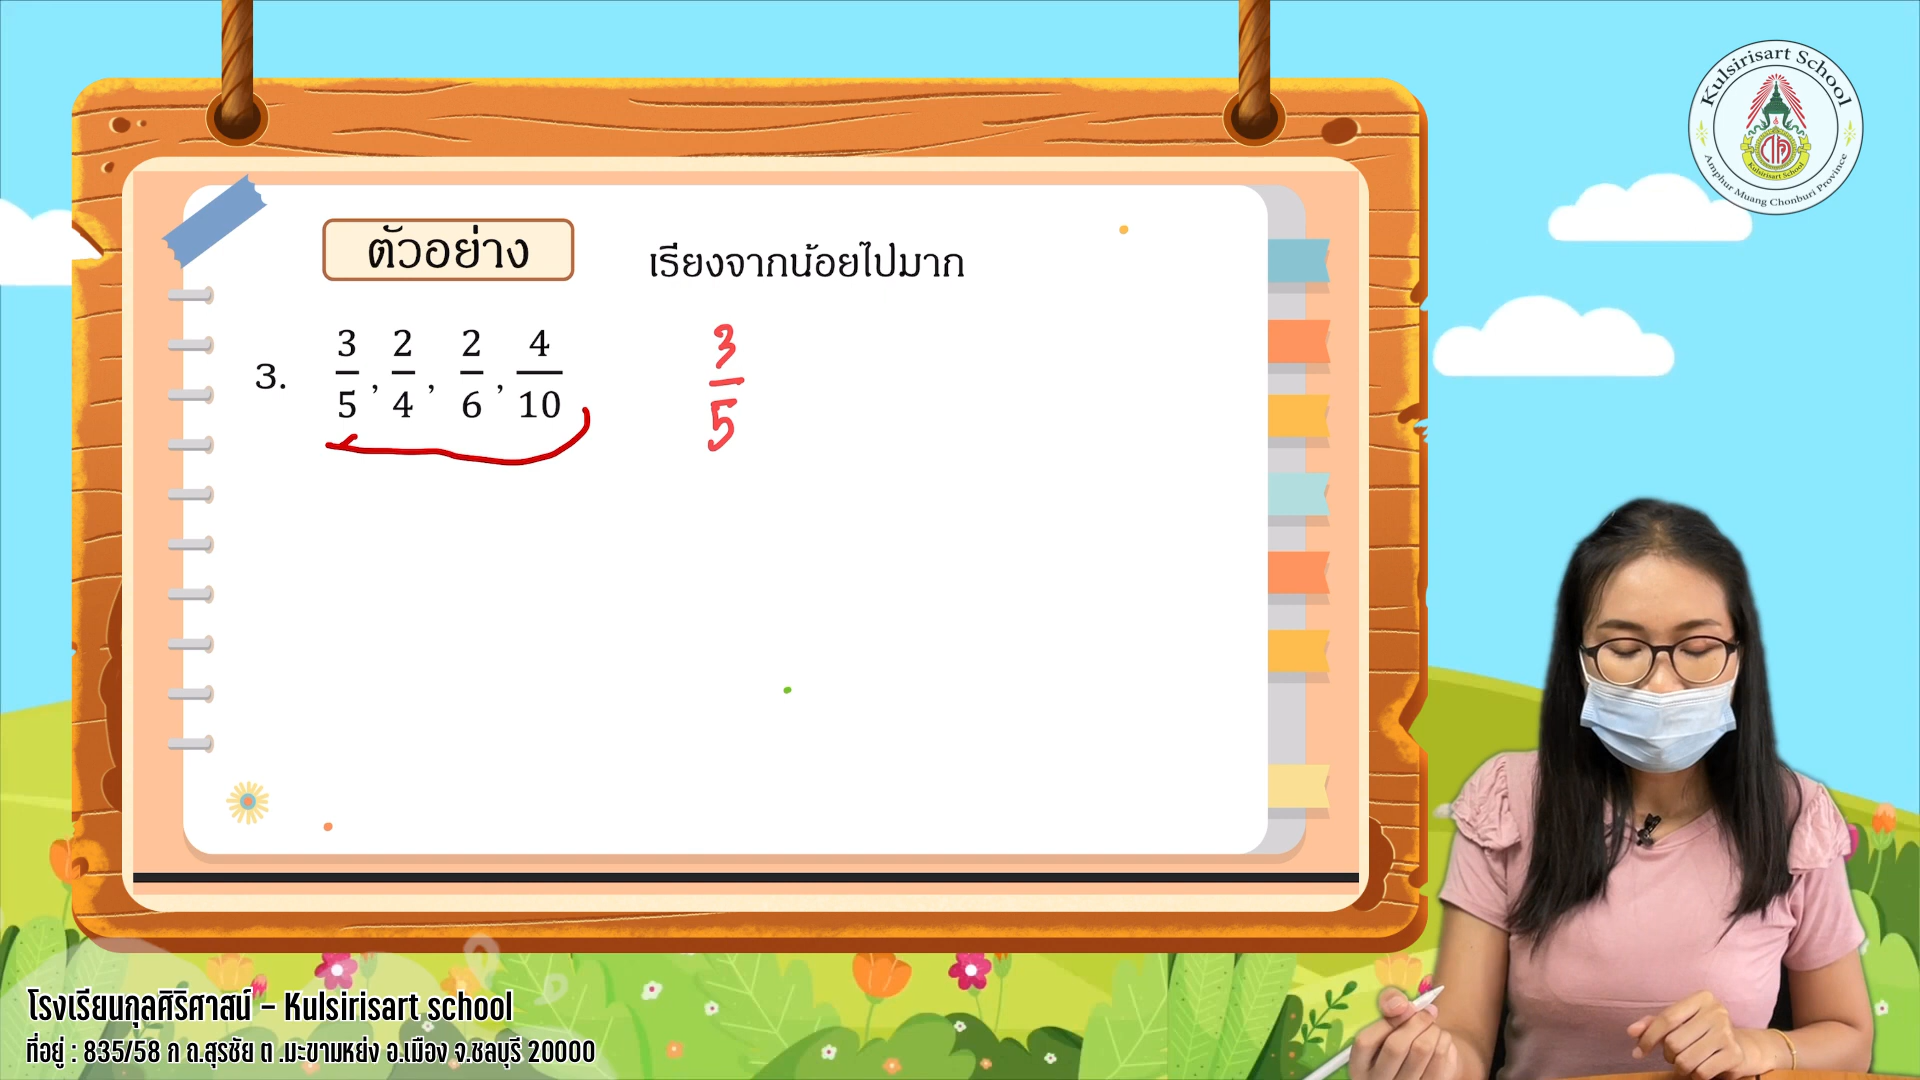 Kulsirisart School
Kulsirisart School
Amphur Muang Chonburi Province
ตัวอย่าง
เรียงจากน้อยไปมาก
3. 3/5, 2/4, 2/6, 4/10
3/5
โรงเรียนกุลศิริศาสน์ – Kulsirisart school
ที่อยู่ : 835/58 ก ถ.สุรชัย ต .มะขามหย่ง อ.เมือง จ.ชลบุรี 20000